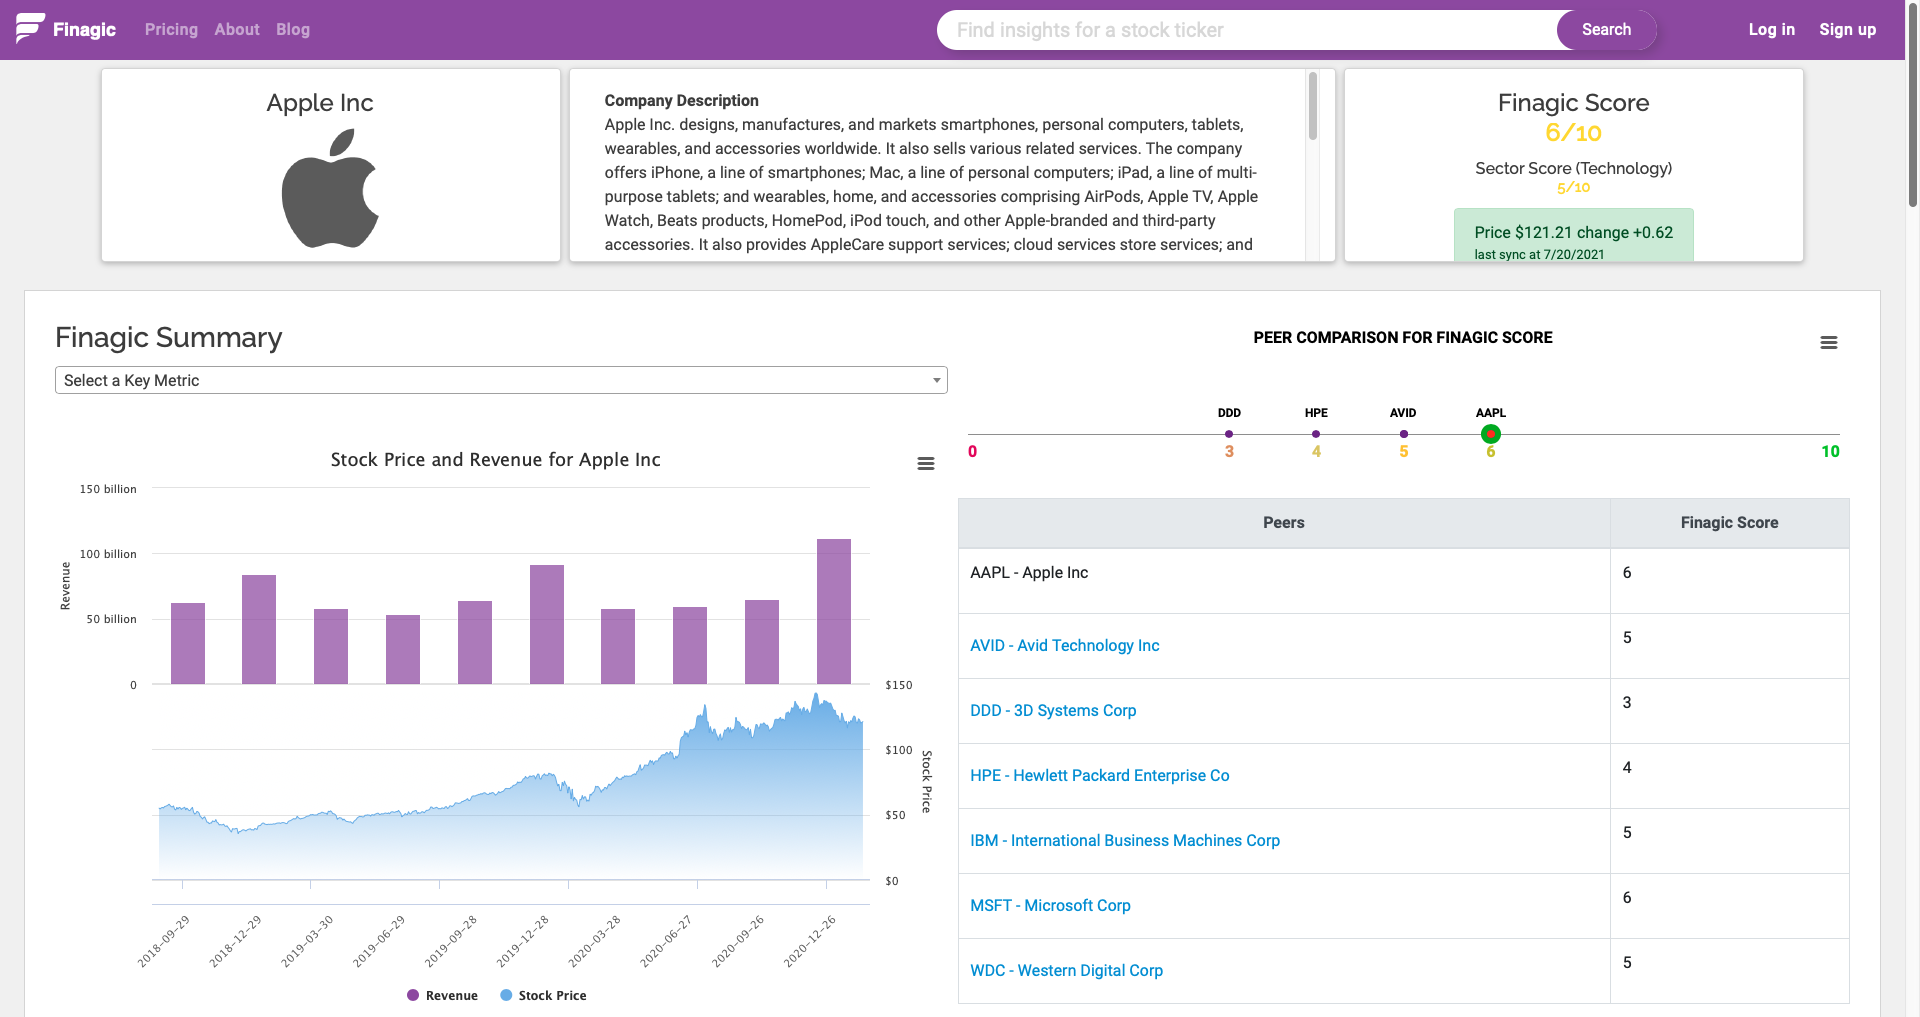 Finagic
Pricing About Blog
Find insights for a stock ticker
Search
Log in Sign up
Apple Inc
Company Description
Apple Inc. designs, manufactures, and markets smartphones, personal computers, tablets,
wearables, and accessories worldwide. It also sells various related services. The company
offers iPhone, a line of smartphones; Mac, a line of personal computers; iPad, a line of multi-
purpose tablets; and wearables, home, and accessories comprising AirPods, Apple TV, Apple
Watch, Beats products, HomePod, iPod touch, and other Apple-branded and third-party
accessories. It also provides AppleCare support services; cloud services store services; and
Finagic Score
6/10
Sector Score (Technology)
5/10
Price $121.21 change +0.62
last sync at 7/20/2021
Finagic Summary
Select a Key Metric
Stock Price and Revenue for Apple Inc
150 billion
100 billion
50 billion
0
Revenue
$150
$100
$50
$0
Stock Price
2018-09-29
2018-12-29
2019-03-30
2019-06-29
2019-09-28
2019-12-28
2020-03-28
2020-06-27
2020-09-26
2020-12-26
Revenue Stock Price
PEER COMPARISON FOR FINAGIC SCORE
DDD HPE AVID AAPL
0 3 4 5 6 10
Peers Finagic Score
AAPL - Apple Inc 6
AVID - Avid Technology Inc 5
DDD - 3D Systems Corp 3
HPE - Hewlett Packard Enterprise Co 4
IBM - International Business Machines Corp 5
MSFT - Microsoft Corp 6
WDC - Western Digital Corp 5